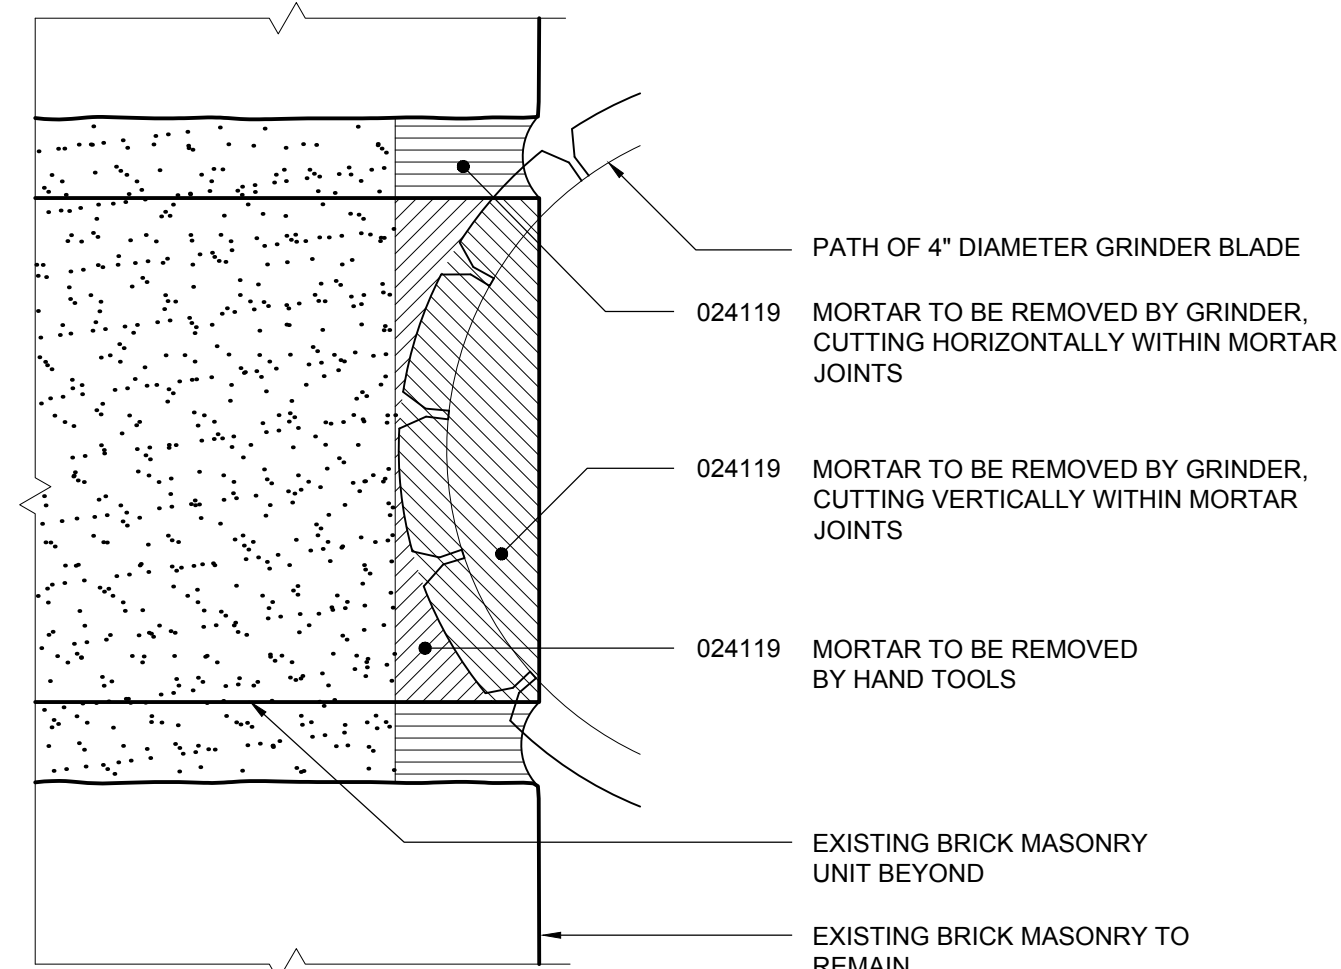 PATH OF 4" DIAMETER GRINDER BLADE
024119 MORTAR TO BE REMOVED BY GRINDER,
CUTTING HORIZONTALLY WITHIN MORTAR
JOINTS
024119 MORTAR TO BE REMOVED BY GRINDER,
CUTTING VERTICALLY WITHIN MORTAR
JOINTS
024119 MORTAR TO BE REMOVED
BY HAND TOOLS
EXISTING BRICK MASONRY
UNIT BEYOND
EXISTING BRICK MASONRY TO
REMAIN